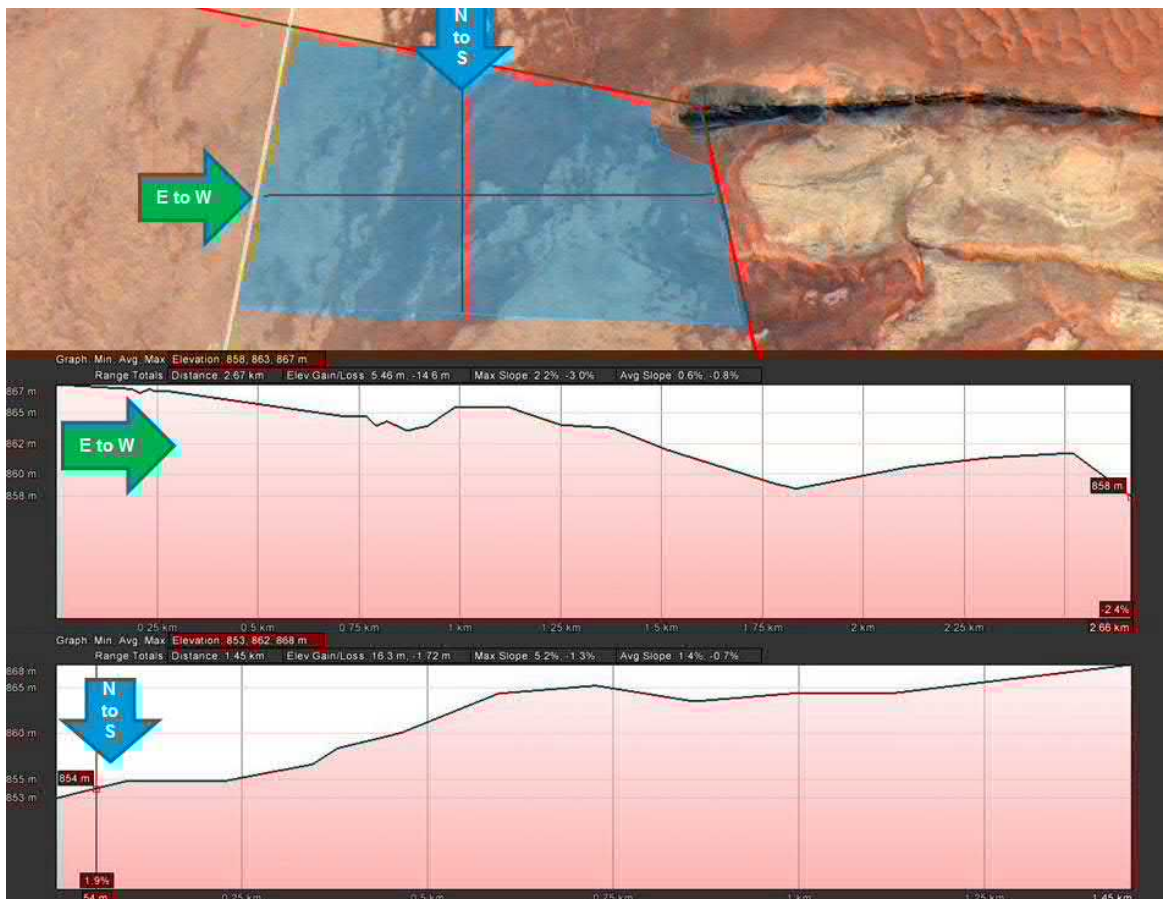 N
to
S
E to W
Graph: Min, Avg, Max Elevation: 858, 863, 867 m
Range Totals: Distance: 2.67 km Elev Gain/Loss: 5.46 m, -14.6 m Max Slope: 2.2%, -3.0% Avg Slope: 0.6%, -0.8%
867 m
865 m
862 m
860 m
858 m
E to W
858 m
-2.4%
0.25 km 0.5 km 0.75 km 1 km 1.25 km 1.5 km 1.75 km 2 km 2.25 km 2.66 km
Graph: Min, Avg, Max Elevation: 853, 862, 868 m
Range Totals: Distance: 1.45 km Elev Gain/Loss: 16.3 m, -1.72 m Max Slope: 5.2%, -1.3% Avg Slope: 1.4%, -0.7%
868 m
865 m
860 m
855 m
853 m
N
to
S
854 m
1.9%
54 m 0.25 km 0.5 km 0.75 km 1 km 1.25 km 1.45 km